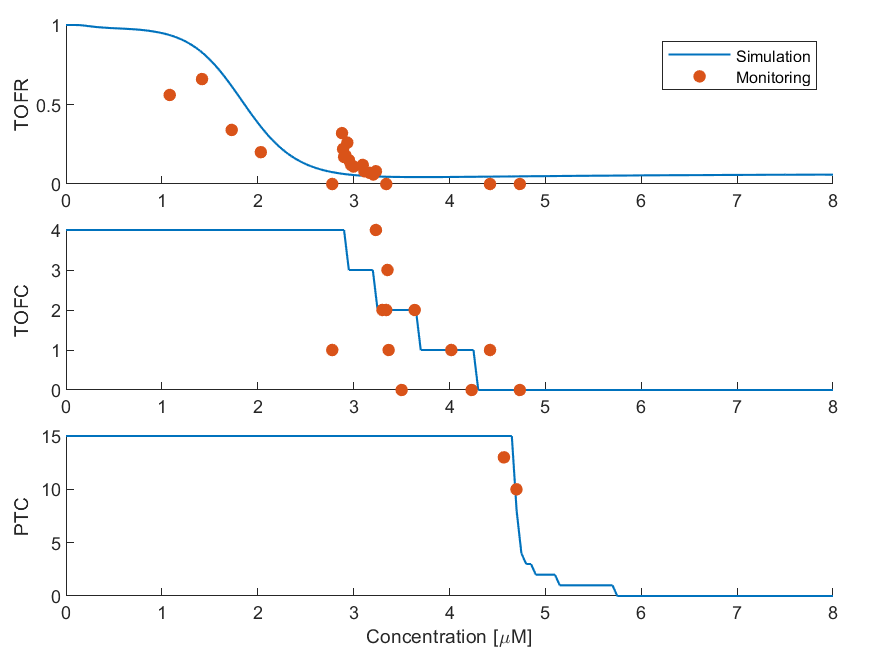 TOFR
1
0.5
0
0 1 2 3 4 5 6 7 8
Simulation
Monitoring
TOFC
4
3
2
1
0
0 1 2 3 4 5 6 7 8
PTC
15
10
5
0
0 1 2 3 4 5 6 7 8
Concentration [μM]